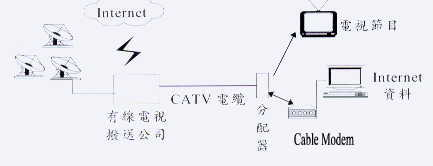 Internet
電視節目
Internet
資料
CATV 電纜
有線電視
撥送公司
分
配
器
Cable Modem